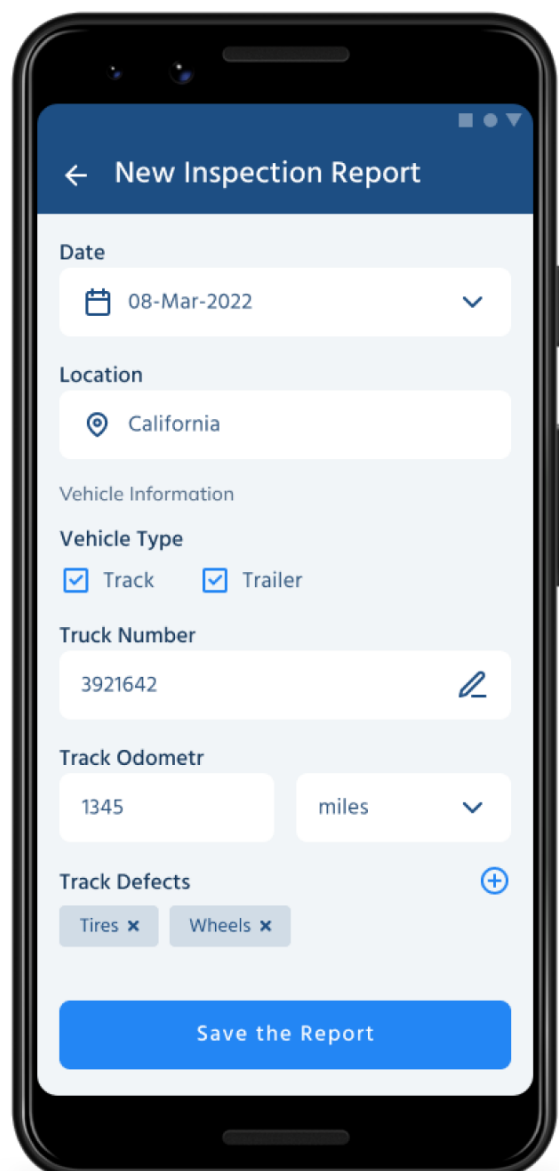 New Inspection Report
Date
08-Mar-2022
Location
California
Vehicle Information
Vehicle Type
Track Trailer
Truck Number
3921642
Track Odometr
1345 miles
Track Defects
Tires × Wheels ×
Save the Report